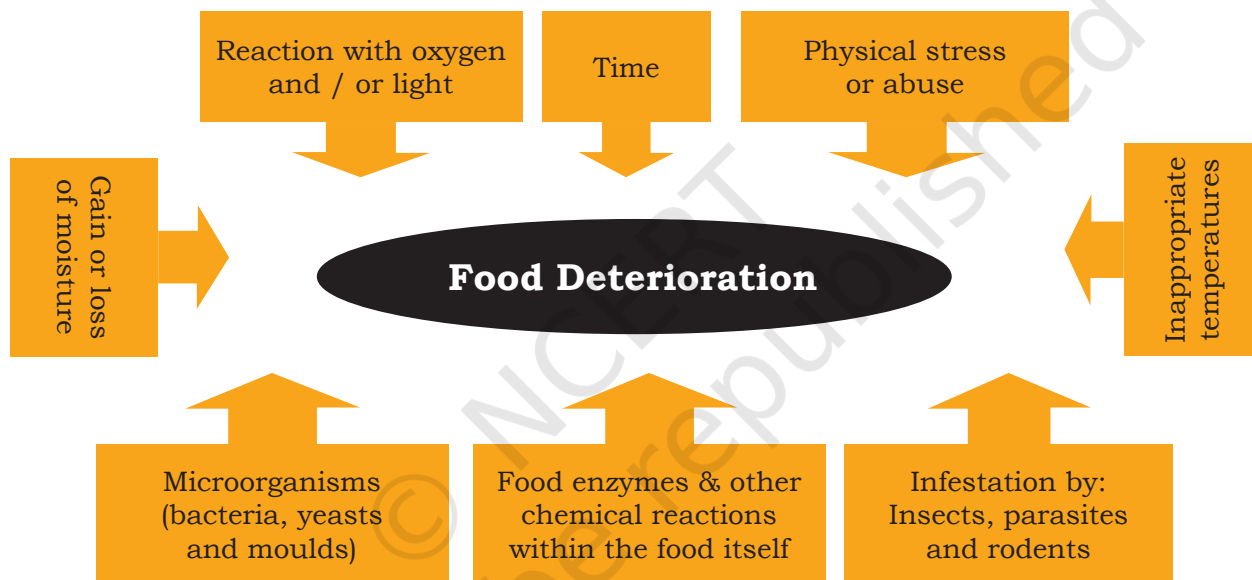 Reaction with oxygen
and / or light
Time
Physical stress
or abuse
Gain or loss
of moisture
Food Deterioration
Inappropriate
temperatures
Microorganisms
(bacteria, yeasts
and moulds)
Food enzymes & other
chemical reactions
within the food itself
Infestation by:
Insects, parasites
and rodents
© NCERT
be republished